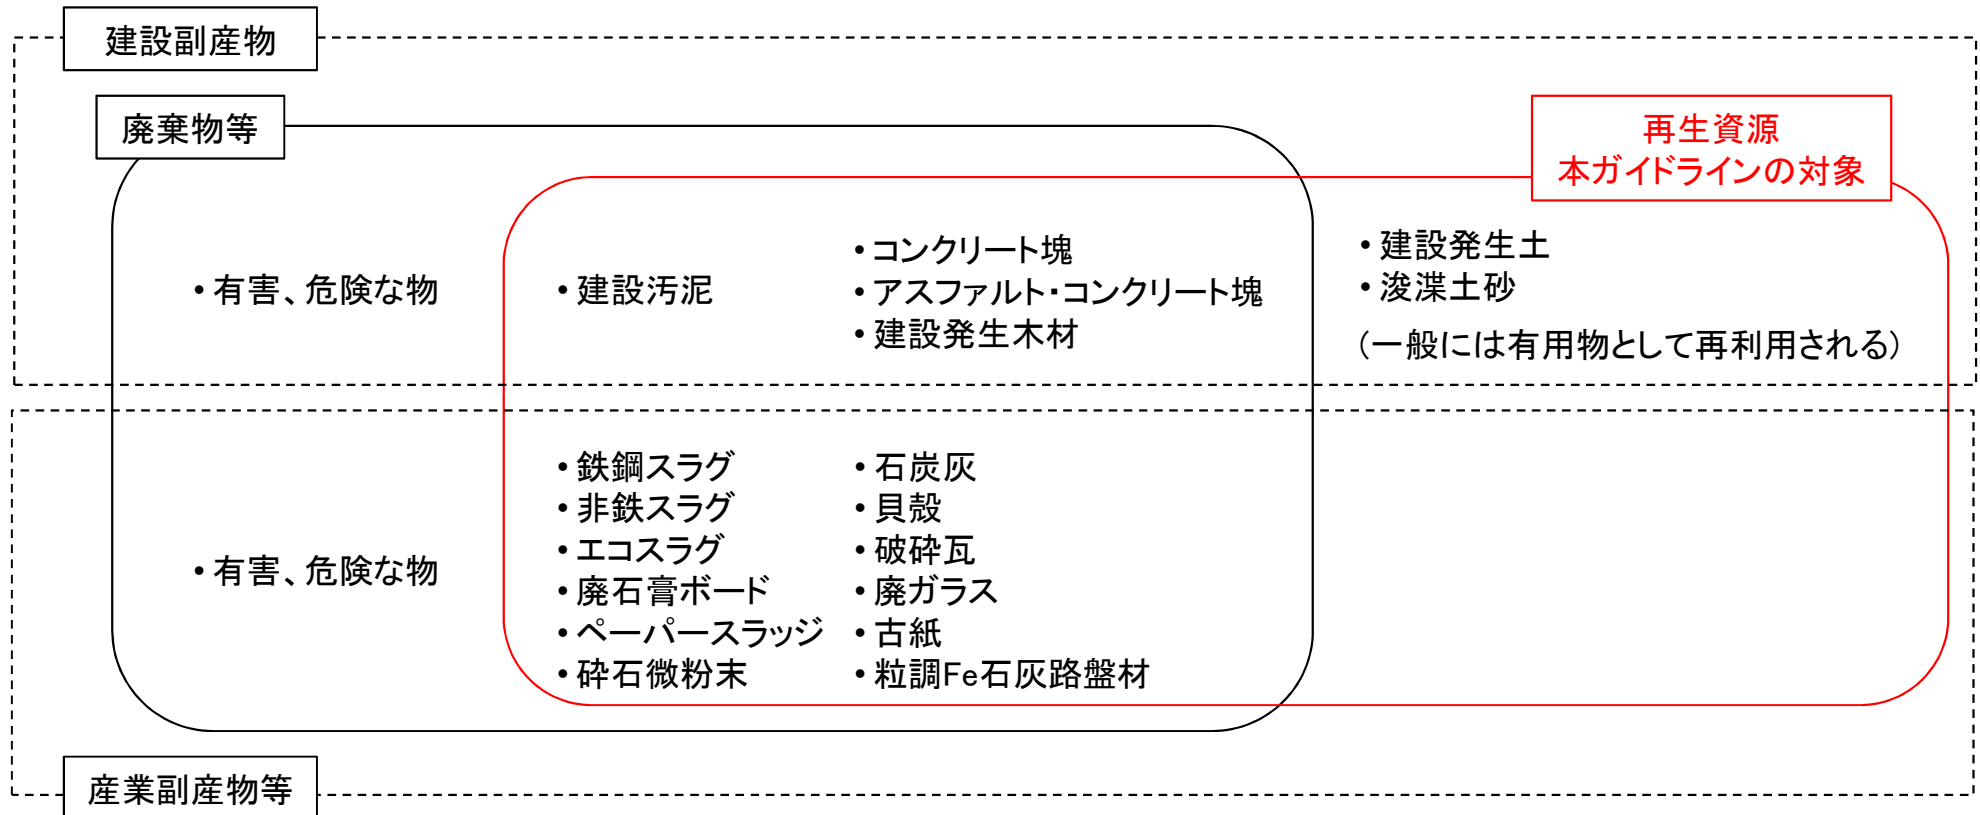 建設副産物
廃棄物等
再生資源
本ガイドラインの対象
・有害、危険な物
・建設汚泥
・コンクリート塊
・アスファルト・コンクリート塊
・建設発生木材
・建設発生土
・浚渫土砂
(一般には有用物として再利用される)
・有害、危険な物
・鉄鋼スラグ
・非鉄スラグ
・エコスラグ
・廃石膏ボード
・ペーパースラッジ
・砕石微粉末
・石炭灰
・貝殻
・破砕瓦
・廃ガラス
・古紙
・粒調Fe石灰路盤材
産業副産物等